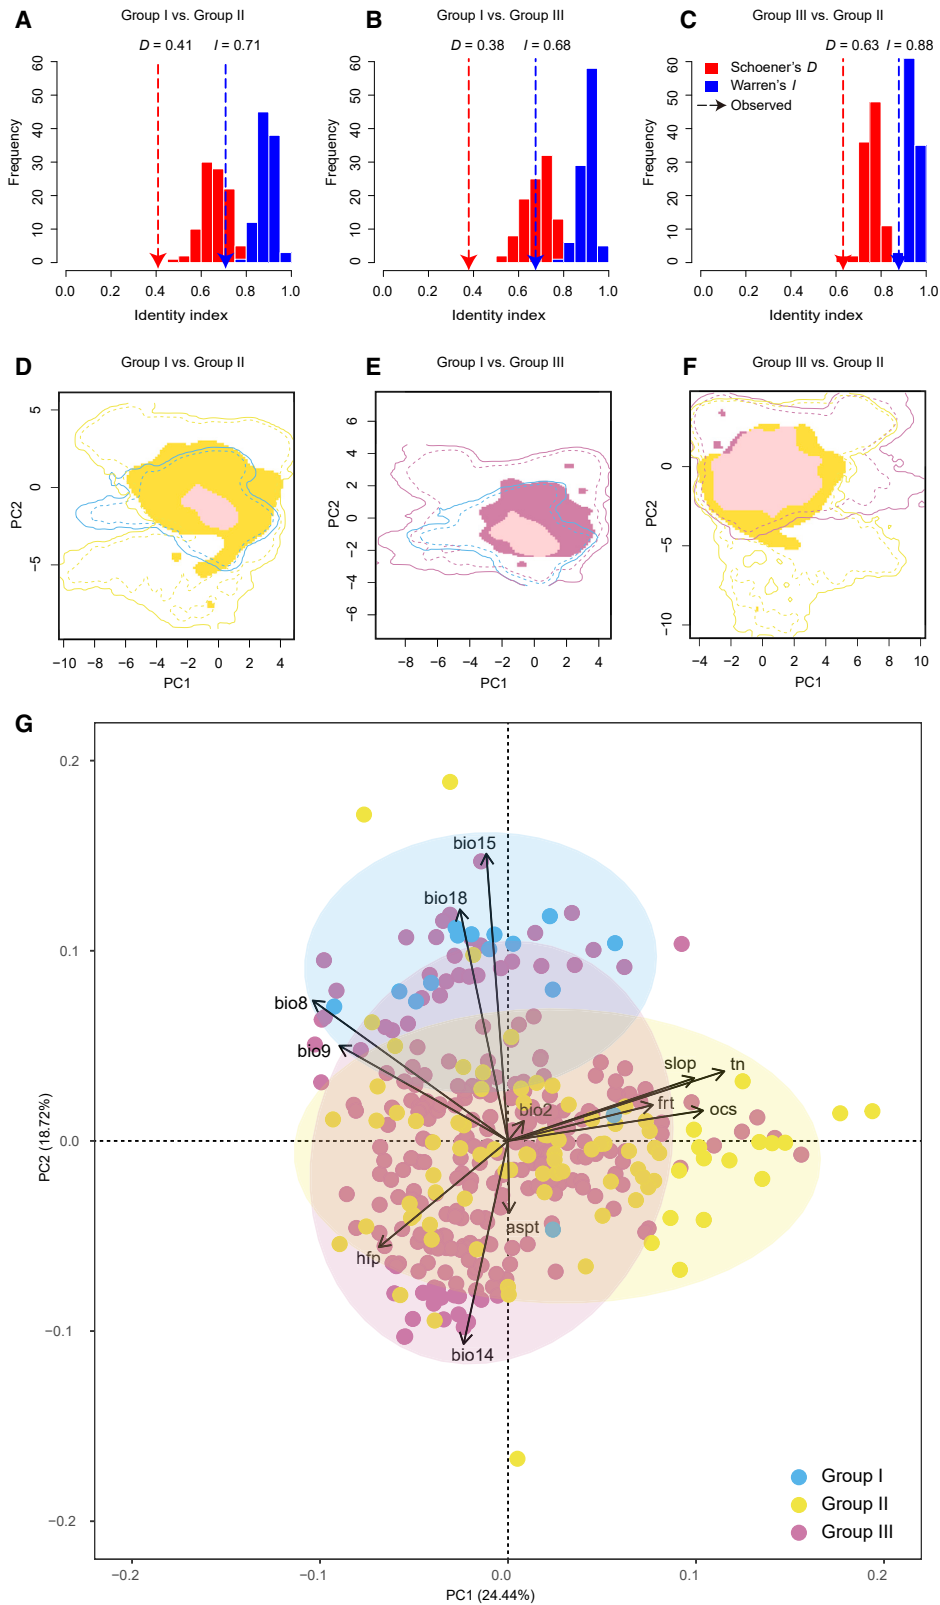 A
Group I vs. Group II
D = 0.41
I = 0.71
Frequency
60
50
40
30
20
10
0
0.0
0.2
0.4
0.6
0.8
1.0
Identity index
B
Group I vs. Group III
D = 0.38
I = 0.68
Frequency
60
50
40
30
20
10
0
0.0
0.2
0.4
0.6
0.8
1.0
Identity index
C
Group III vs. Group II
D = 0.63
I = 0.88
Schoener's D
Warren's I
Observed
Frequency
60
50
40
30
20
10
0
0.0
0.2
0.4
0.6
0.8
1.0
Identity index
D
Group I vs. Group II
PC2
5
0
−5
−10
−6
−4
−2
0
2
4
PC1
E
Group I vs. Group III
PC2
6
4
2
0
−2
−4
−6
−8
−4
−2
0
2
4
PC1
F
Group III vs. Group II
PC2
0
−5
−10
−4
−2
0
2
4
6
8
10
PC1
G
PC2 (18.72%)
0.2
0.1
0.0
−0.1
−0.2
bio15
bio18
bio8
bio9
slop
tn
bio2
frt
ocs
aspt
hfp
bio14
Group I
Group II
Group III
−0.2
−0.1
0.0
0.1
0.2
PC1 (24.44%)